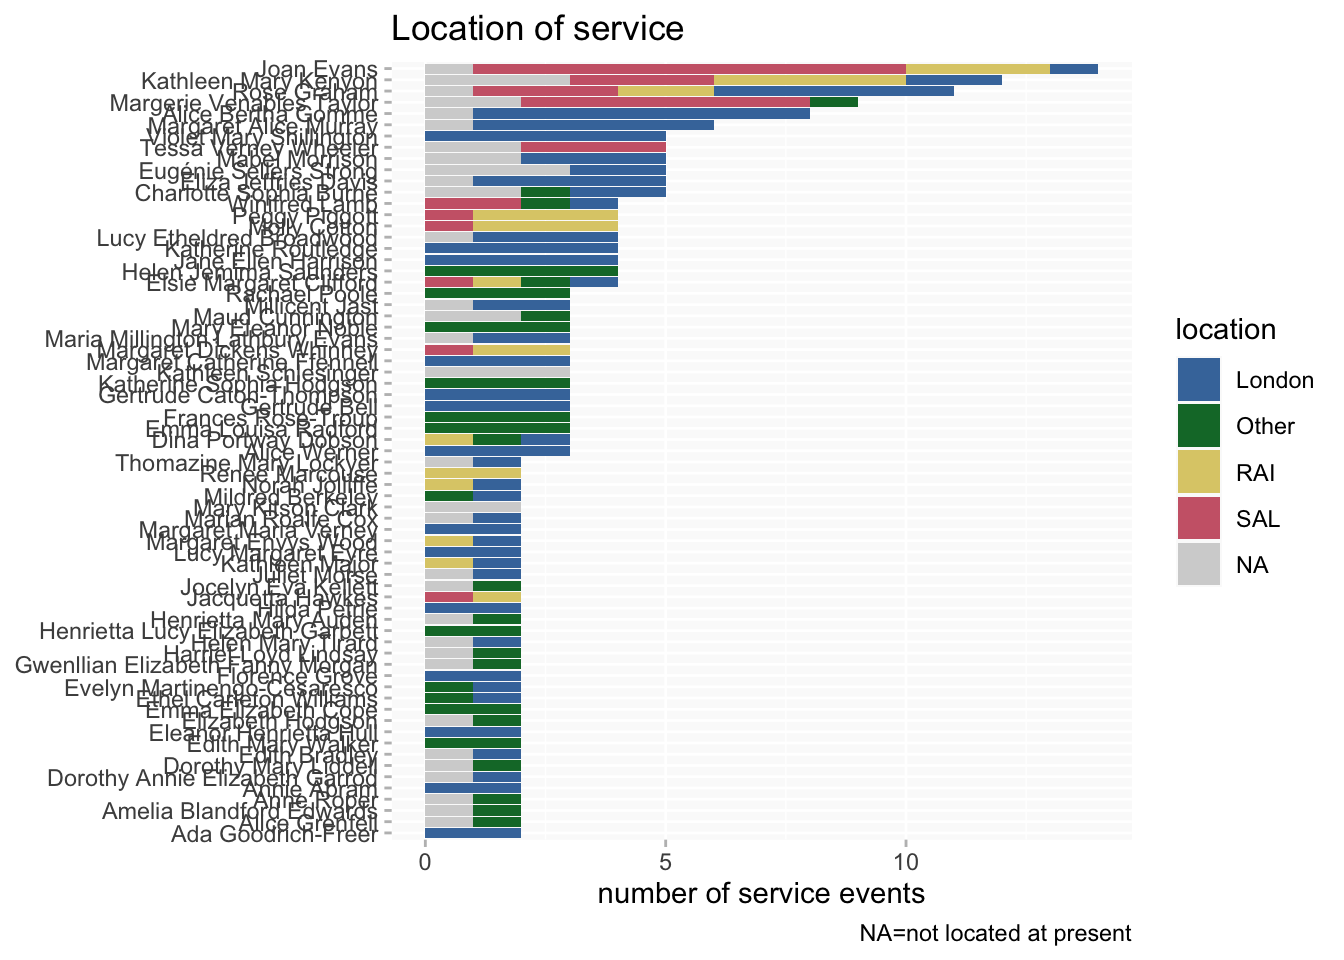 Location of service
Joan Evans
Kathleen Mary Kenyon
Rose Graham
Margerie Venables Taylor
Alice Bertha Gomme
Margaret Alice Murray
Violet Mary Shillington
Tessa Verney Wheeler
Mabel Morrison
Eugénie Sellers Strong
Eliza Jeffries Davis
Charlotte Sophia Burne
Winifred Lamb
Peggy Piggott
Molly Cotton
Lucy Etheldred Broadwood
Katherine Routledge
Jane Ellen Harrison
Helen Jemima Saunders
Elsie Margaret Clifford
Rachael Poole
Millicent Jast
Maud Cunnington
Mary Eleanor Noble
Maria Millington Lathbury Evans
Margaret Dickens Whinney
Margaret Catherine Ffennell
Kathleen Schlesinger
Katherine Sophia Hodgson
Gertrude Caton-Thompson
Gertrude Bell
Frances Rose-Troup
Emma Louisa Radford
Dina Portway Dobson
Alice Werner
Thomazine Mary Lockyer
Renée Marcouse
Norah Jolliffe
Mildred Berkeley
Mary Kitson Clark
Marian Roalfe Cox
Margaret Maria Verney
Margaret Enyys Wood
Lucy Margaret Eyre
Kathleen Major
Juliet Morse
Jocelyn Eva Kellett
Jacquetta Hawkes
Hilda Petrie
Henrietta Mary Auden
Henrietta Lucy Elizabeth Garbett
Helen Mary Tirard
Harriet Loyd Lindsay
Gwenllian Elizabeth Fanny Morgan
Florence Grove
Evelyn Martinengo-Cesaresco
Ethel Carleton Williams
Emma Elizabeth Cope
Elizabeth Hodgson
Eleanor Henrietta Hull
Edith Mary Walker
Edith Bradley
Dorothy Mary Liddell
Dorothy Annie Elizabeth Garrod
Annie Abram
Anne Roper
Amelia Blandford Edwards
Alice Grenfell
Ada Goodrich-Freer
0 5 10
number of service events
NA=not located at present
location
London
Other
RAI
SAL
NA